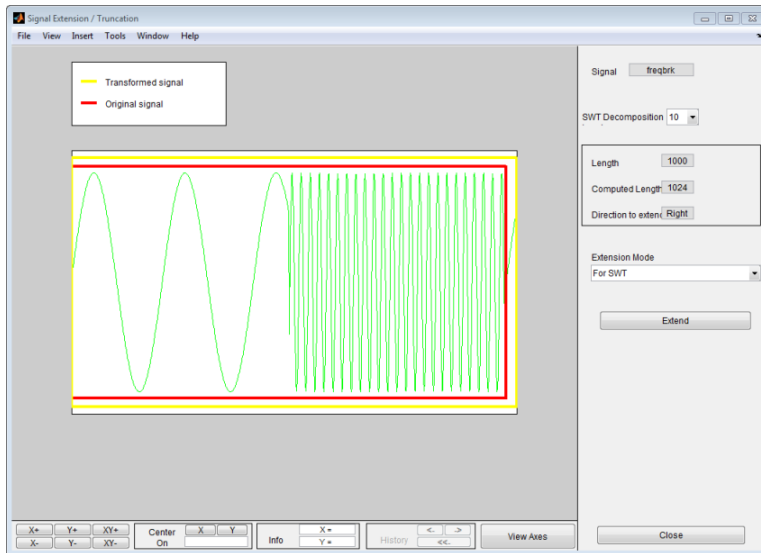 Signal Extension / Truncation
File View Insert Tools Window Help
Transformed signal
Original signal
Signal freqbrk
SWT Decomposition 10
Length 1000
Computed Length 1024
Direction to extend Right
Extension Mode
For SWT
Extend
X+ Y+ XY+
X- Y- XY-
Center
On
X Y
Info
X =
Y =
History
<- ->
<<-
View Axes
Close